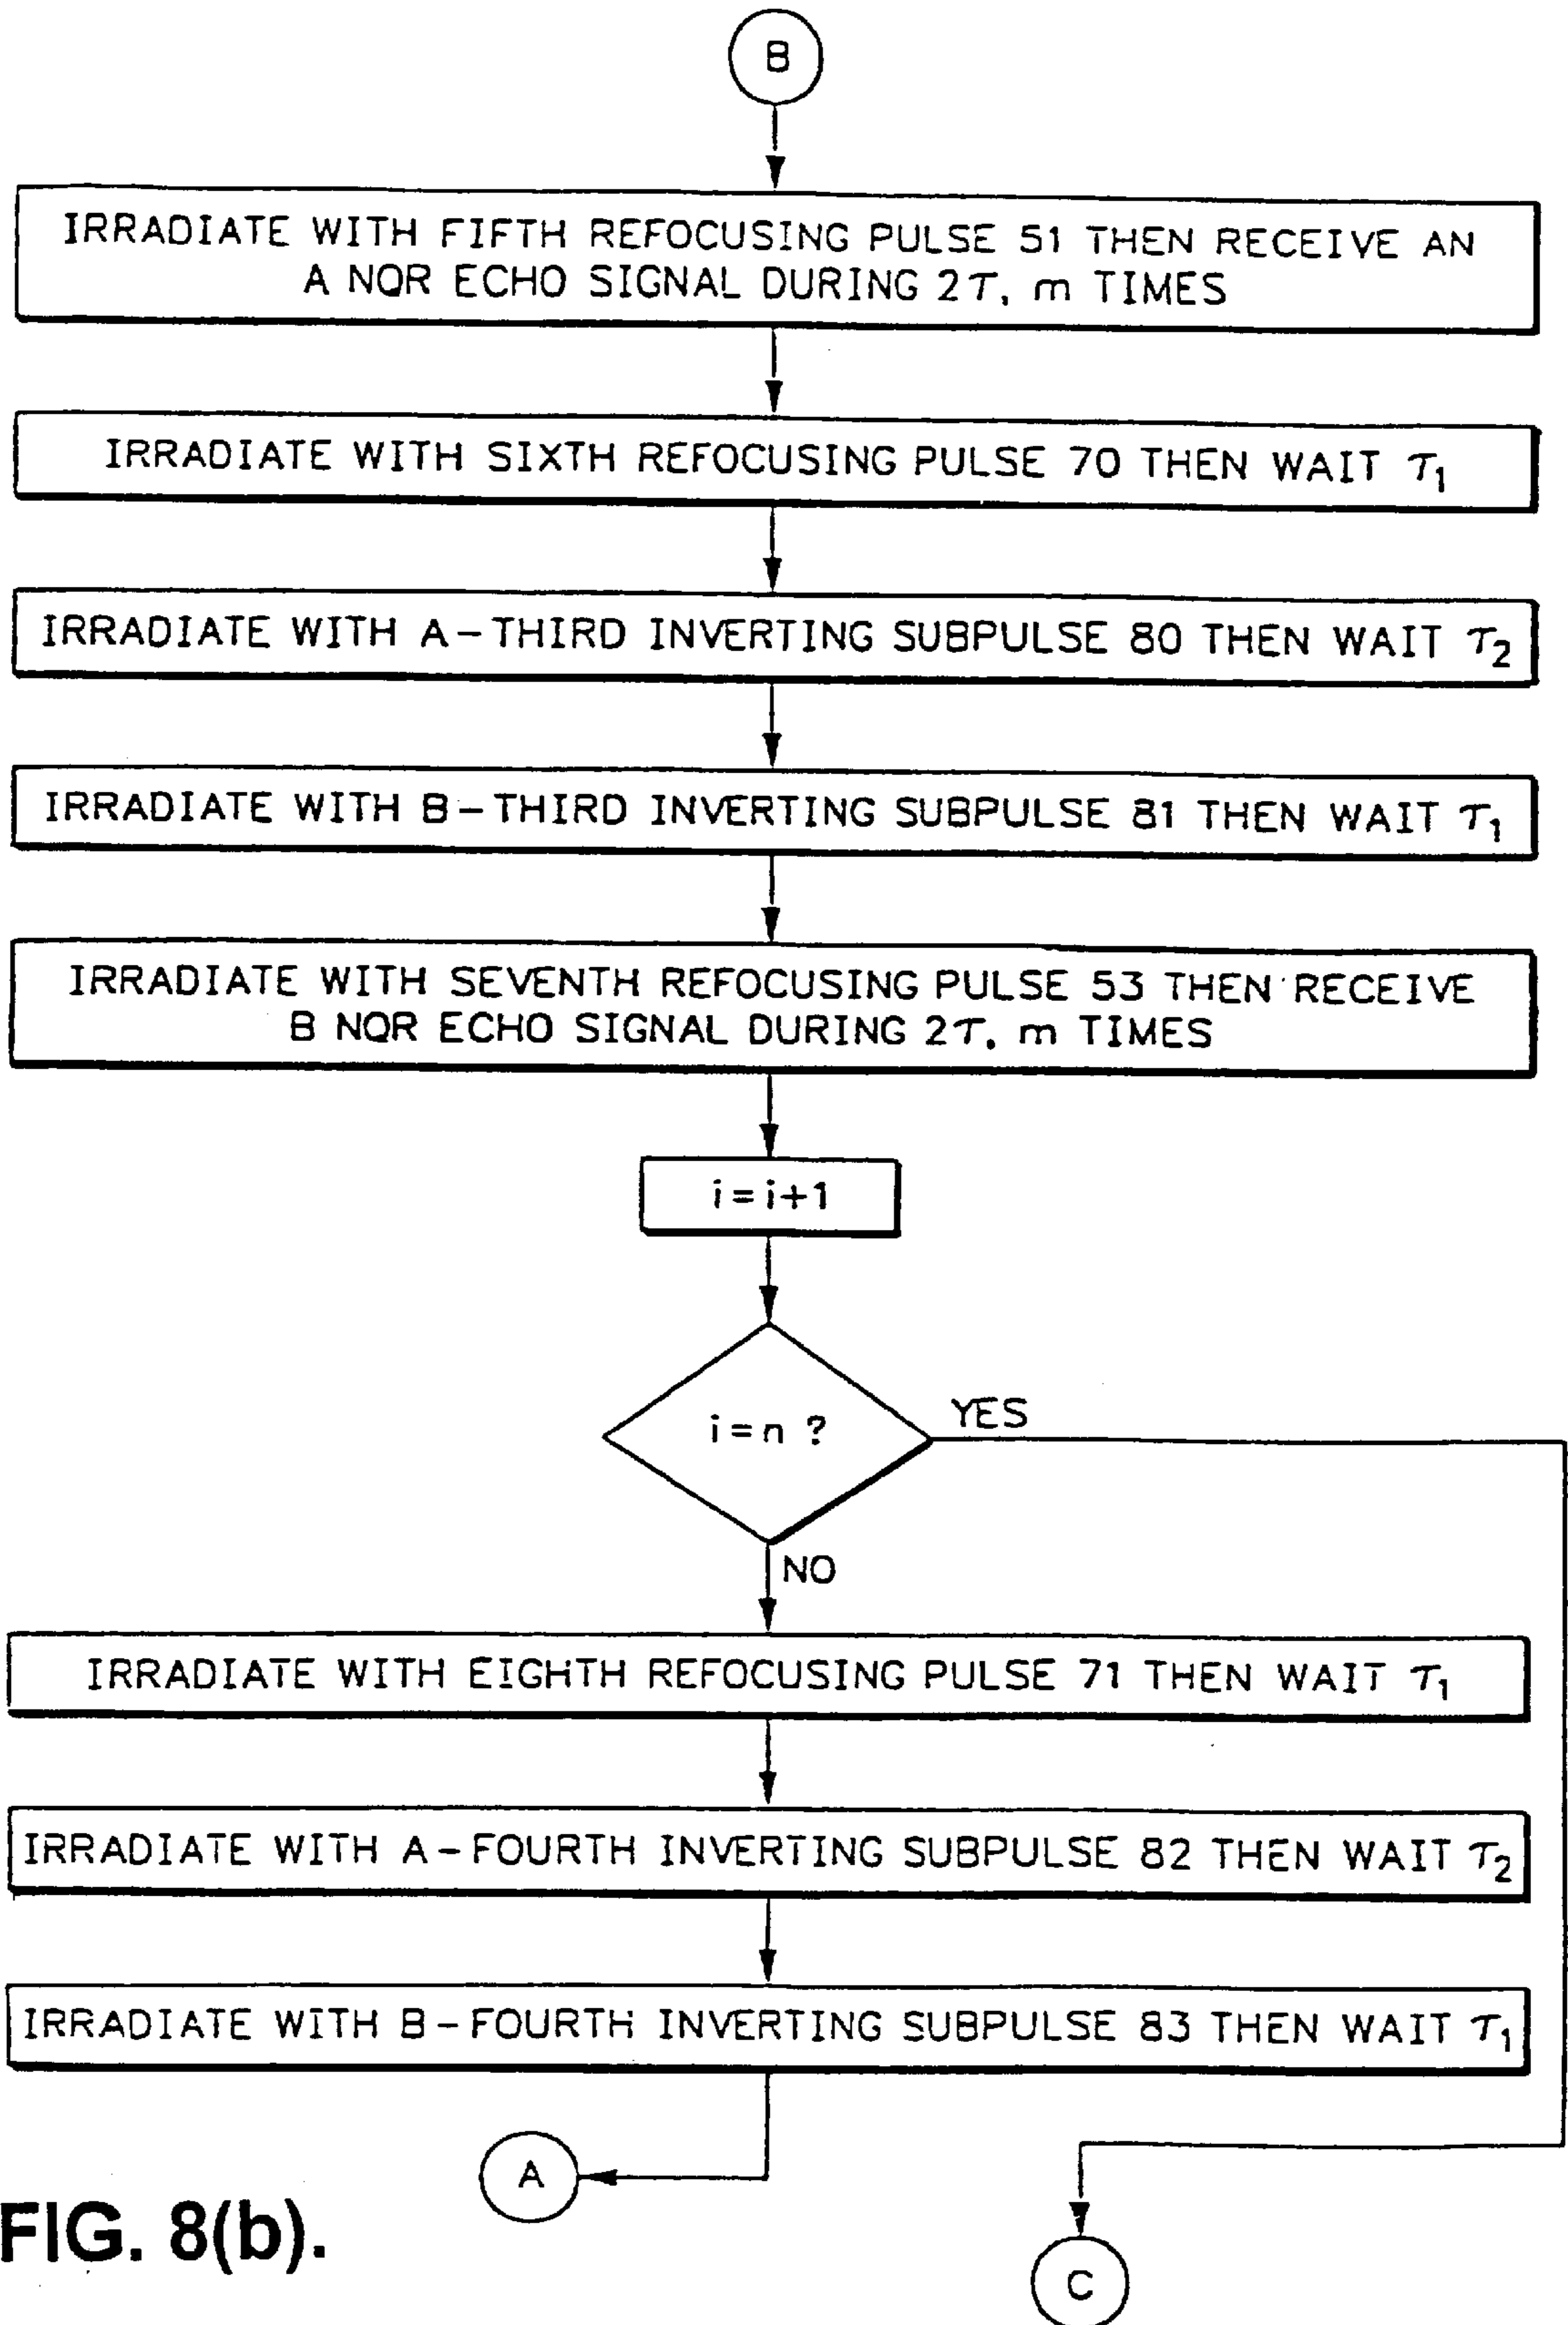 B
IRRADIATE WITH FIFTH REFOCUSING PULSE 51 THEN RECEIVE AN
A NQR ECHO SIGNAL DURING 2τ, m TIMES
IRRADIATE WITH SIXTH REFOCUSING PULSE 70 THEN WAIT τ₁
IRRADIATE WITH A-THIRD INVERTING SUBPULSE 80 THEN WAIT τ₂
IRRADIATE WITH B-THIRD INVERTING SUBPULSE 81 THEN WAIT τ₁
IRRADIATE WITH SEVENTH REFOCUSING PULSE 53 THEN RECEIVE
B NQR ECHO SIGNAL DURING 2τ, m TIMES
i=i+1
i=n ?
YES
NO
IRRADIATE WITH EIGHTH REFOCUSING PULSE 71 THEN WAIT τ₁
IRRADIATE WITH A-FOURTH INVERTING SUBPULSE 82 THEN WAIT τ₂
IRRADIATE WITH B-FOURTH INVERTING SUBPULSE 83 THEN WAIT τ₁
A
C
FIG. 8(b).